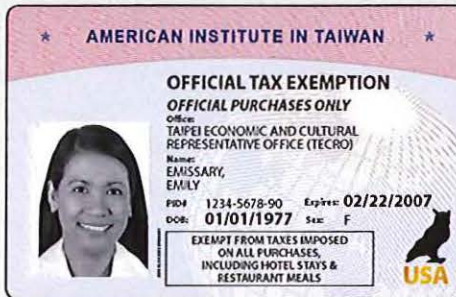 ★ AMERICAN INSTITUTE IN TAIWAN ★
OFFICIAL TAX EXEMPTION
OFFICIAL PURCHASES ONLY
Office:
TAIPEI ECONOMIC AND CULTURAL
REPRESENTATIVE OFFICE (TECRO)
Name:
EMISSARY,
EMILY
PID# 1234-5678-90 Expires: 02/22/2007
DOB: 01/01/1977 Sex: F
EXEMPT FROM TAXES IMPOSED
ON ALL PURCHASES,
INCLUDING HOTEL STAYS &
RESTAURANT MEALS
USA